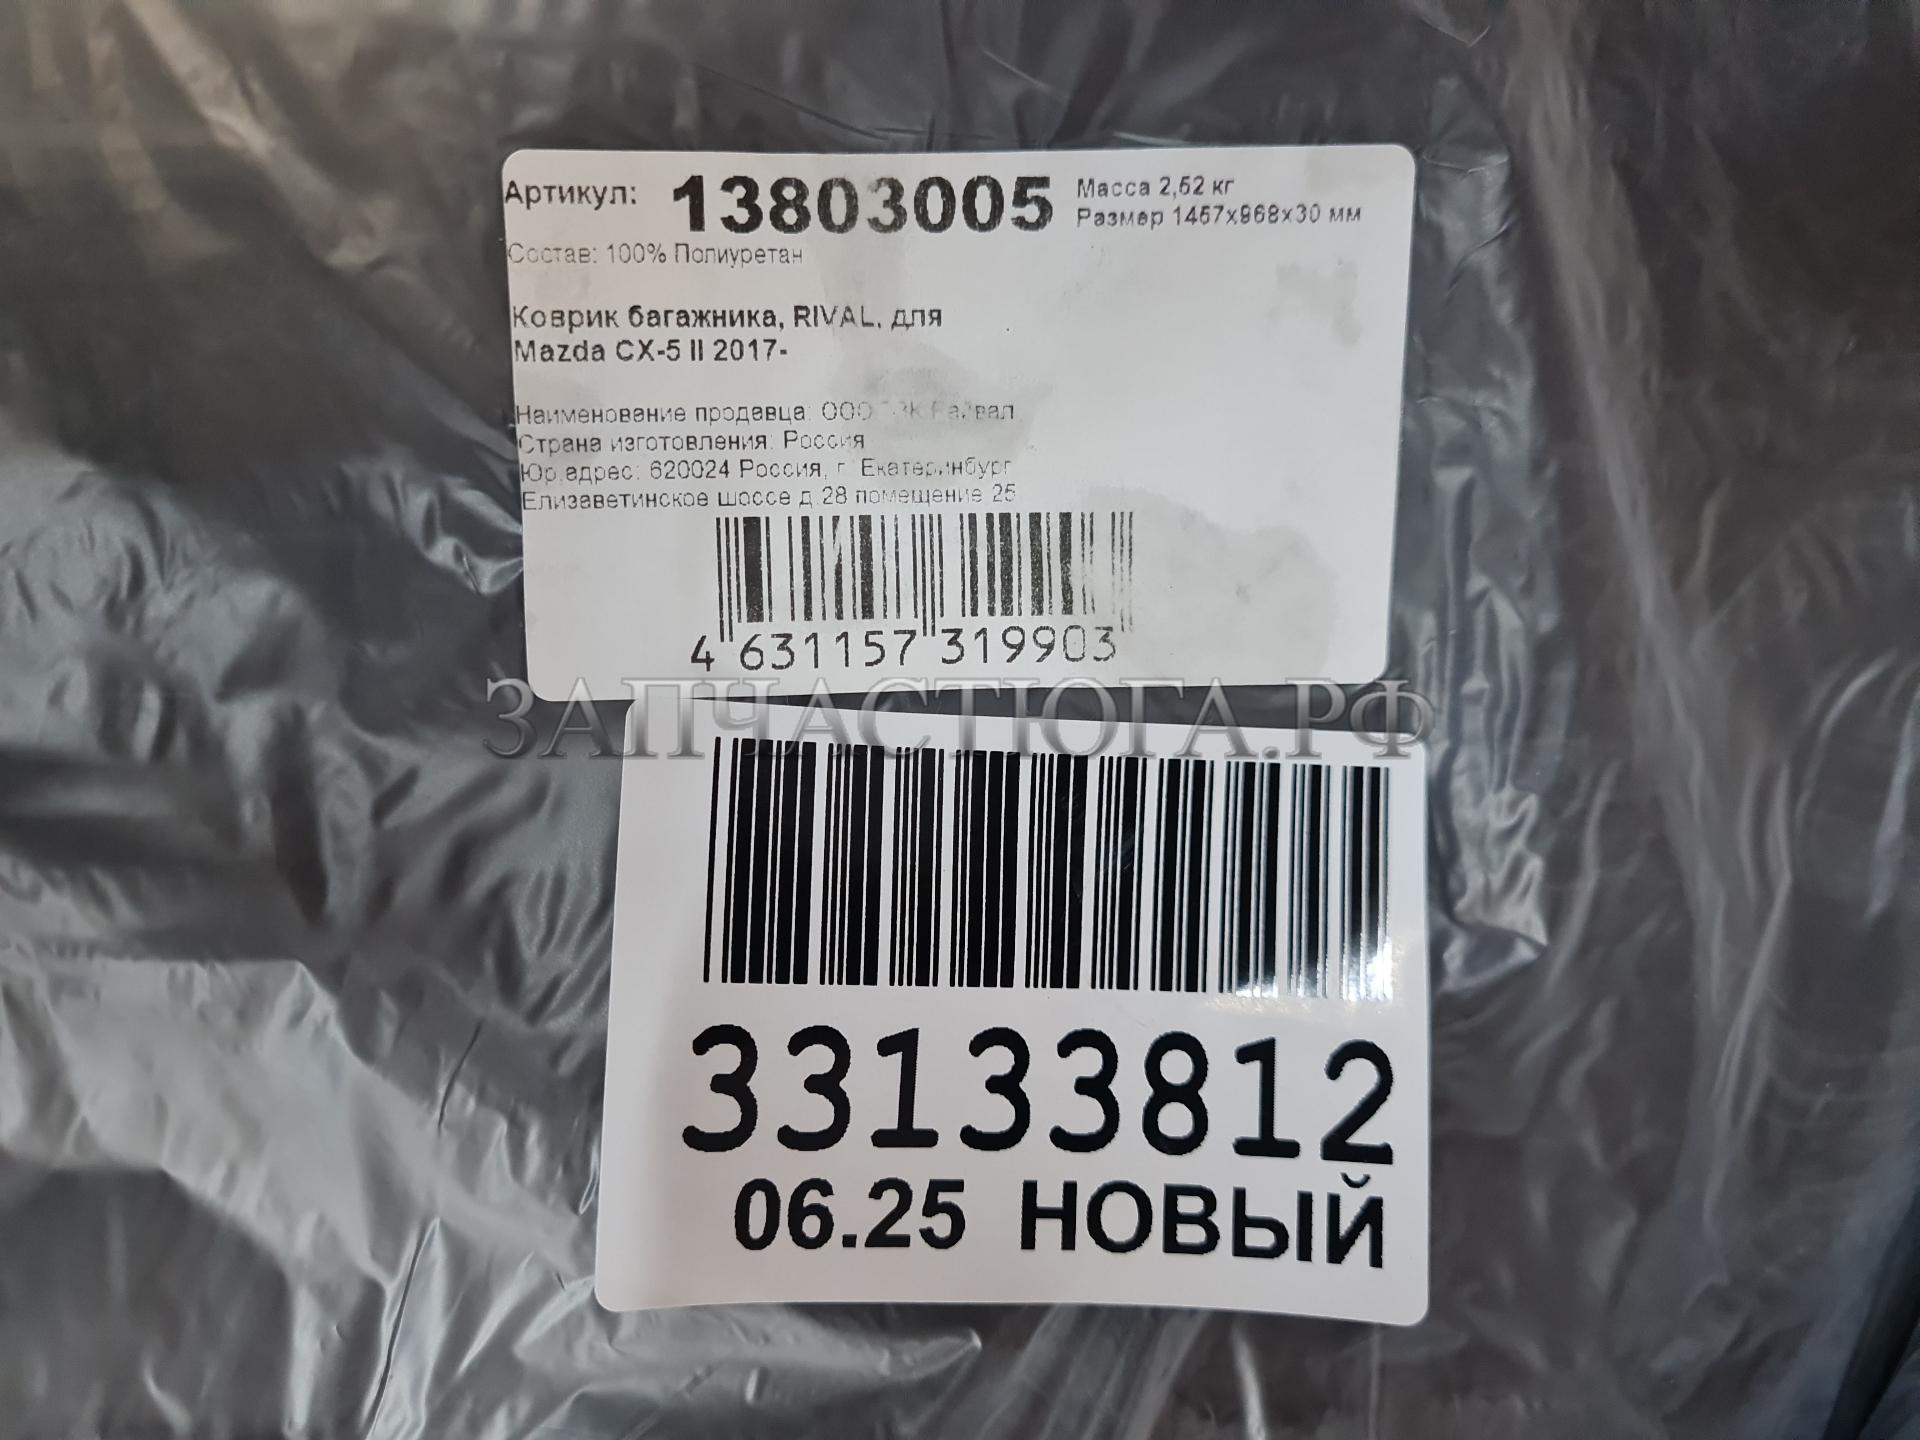 Артикул: 13803005 Масса 2,52 кг
Размер 1457x968x30 мм
Состав: 100% Полиуретан
Коврик багажника, RIVAL, для
Mazda CX-5 II 2017-
Наименование продавца: ООО Райвал
Страна изготовления: Россия
Юр.адрес: 620024 Россия, г. Екатеринбург
Елизаветинское шоссе д.28 помещение 25
4 631157 319903
ЗАПЧАСТЮГА.РФ
33133812
06.25 НОВЫЙ